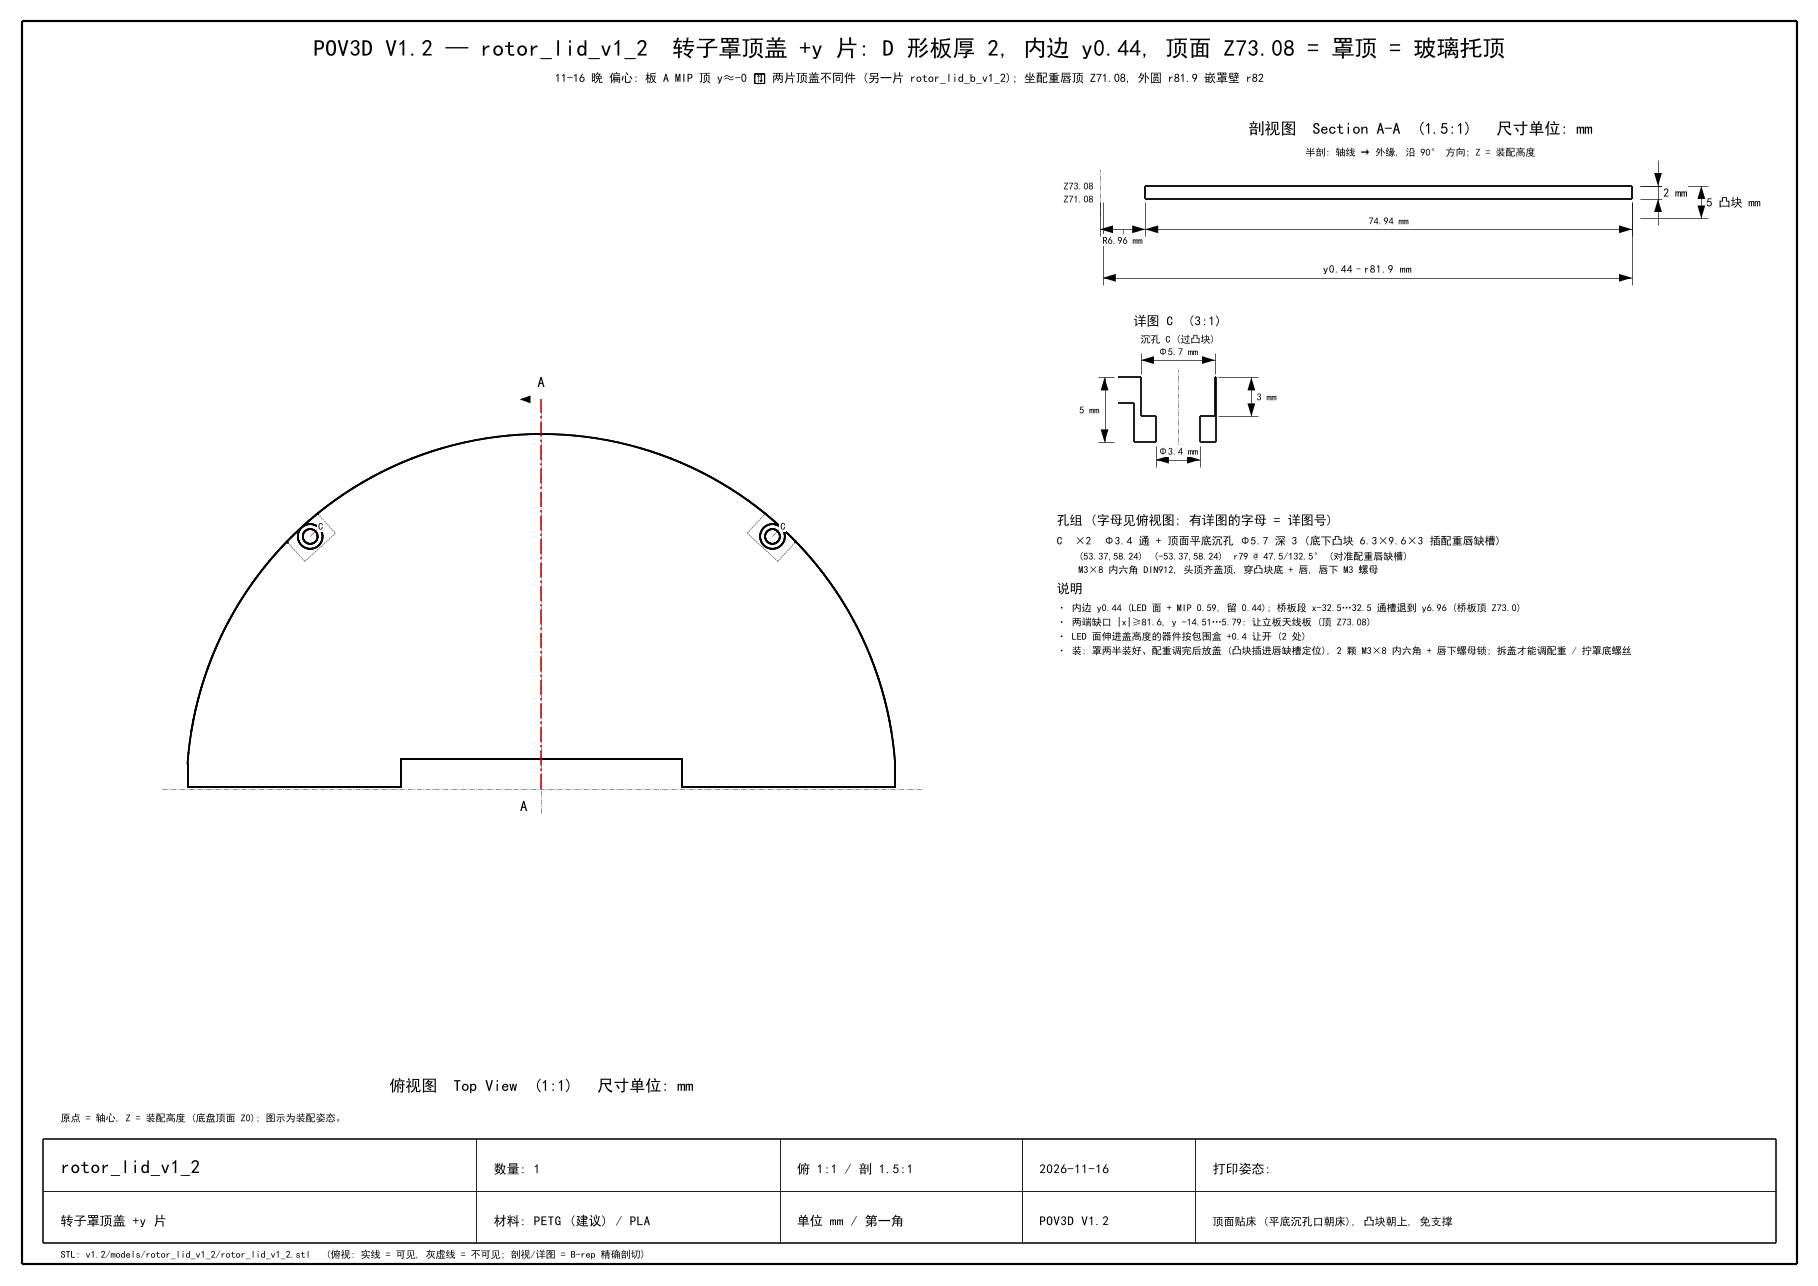 POV3D V1.2 — rotor_lid_v1_2 转子罩顶盖 +y 片: D 形板厚 2, 内边 y0.44, 顶面 Z73.08 = 罩顶 = 玻璃托顶
11-16 晚 偏心: 板 A MIP 顶 y≈-0 两片顶盖不同件 (另一片 rotor_lid_b_v1_2); 坐配重唇顶 Z71.08, 外圆 r81.9 嵌罩壁 r82
剖视图 Section A-A (1.5:1) 尺寸单位: mm
半剖: 轴线 → 外缘, 沿 90° 方向; Z = 装配高度
Z73.08
Z71.08
2 mm
5 凸块 mm
74.94 mm
R6.96 mm
y0.44-r81.9 mm
详图 C (3:1)
沉孔 C (过凸块)
Φ5.7 mm
5 mm
3 mm
Φ3.4 mm
A
C
C
A
孔组 (字母见俯视图; 有详图的字母 = 详图号)
C ×2 Φ3.4 通 + 顶面平底沉孔 Φ5.7 深 3 (底下凸块 6.3×9.6×3 插配重唇缺槽)
(53.37,58.24) (-53.37,58.24) r79 @ 47.5/132.5° (对准配重唇缺槽)
M3×8 内六角 DIN912, 头顶齐盖顶, 穿凸块底 + 唇, 唇下 M3 螺母
说明
· 内边 y0.44 (LED 面 + MIP 0.59, 留 0.44); 桥板段 x-32.5…32.5 通槽退到 y6.96 (桥板顶 Z73.0)
· 两端缺口 |x|≥81.6, y -14.51…5.79: 让立板天线板 (顶 Z73.08)
· LED 面伸进盖高度的器件按包围盒 +0.4 让开 (2 处)
· 装: 罩两半装好、配重调完后放盖 (凸块插进唇缺槽定位), 2 颗 M3×8 内六角 + 唇下螺母锁; 拆盖才能调配重 / 拧罩底螺丝
俯视图 Top View (1:1) 尺寸单位: mm
原点 = 轴心, Z = 装配高度 (底盘顶面 Z0); 图示为装配姿态。
rotor_lid_v1_2
数量: 1
俯 1:1 / 剖 1.5:1
2026-11-16
打印姿态:
转子罩顶盖 +y 片
材料: PETG (建议) / PLA
单位 mm / 第一角
POV3D V1.2
顶面贴床 (平底沉孔口朝床), 凸块朝上, 免支撑
STL: v1.2/models/rotor_lid_v1_2/rotor_lid_v1_2.stl (俯视: 实线 = 可见, 灰虚线 = 不可见; 剖视/详图 = B-rep 精确剖切)